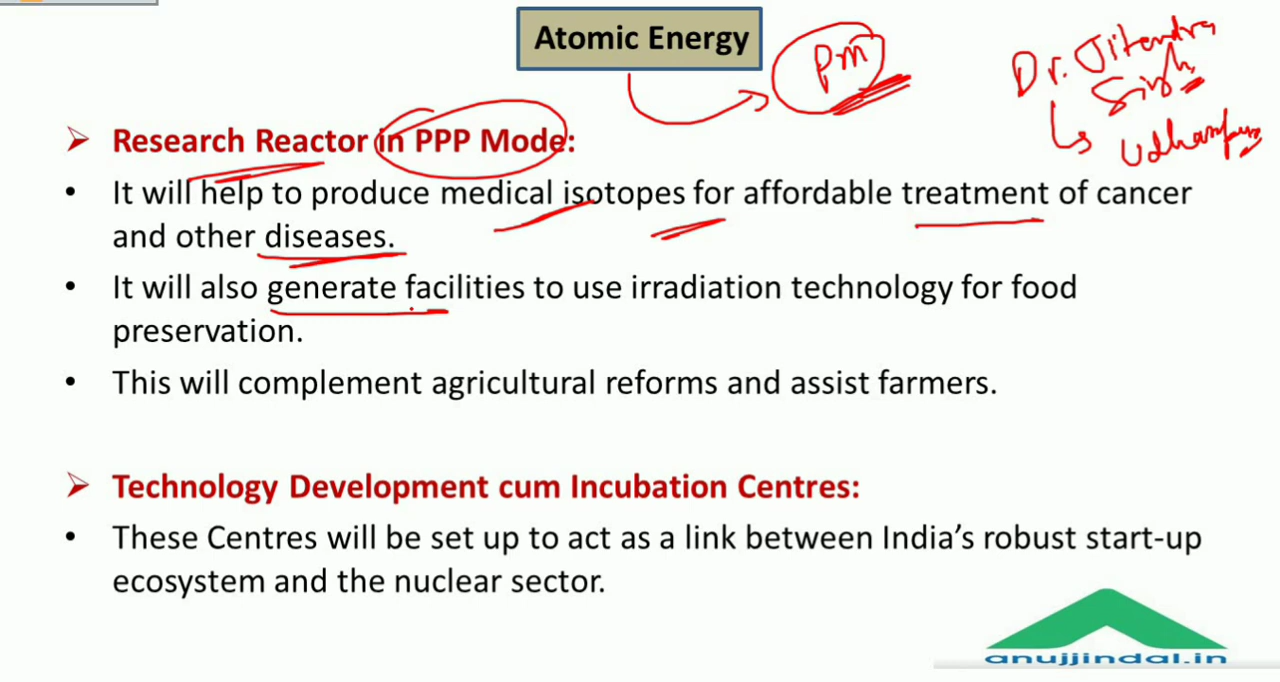 Atomic Energy
Pm
Dr. Jitendra
Singh
Udhampur
Research Reactor in PPP Mode:
• It will help to produce medical isotopes for affordable treatment of cancer
and other diseases.
• It will also generate facilities to use irradiation technology for food
preservation.
• This will complement agricultural reforms and assist farmers.
Technology Development cum Incubation Centres:
• These Centres will be set up to act as a link between India's robust start-up
ecosystem and the nuclear sector.
anujjindal.in